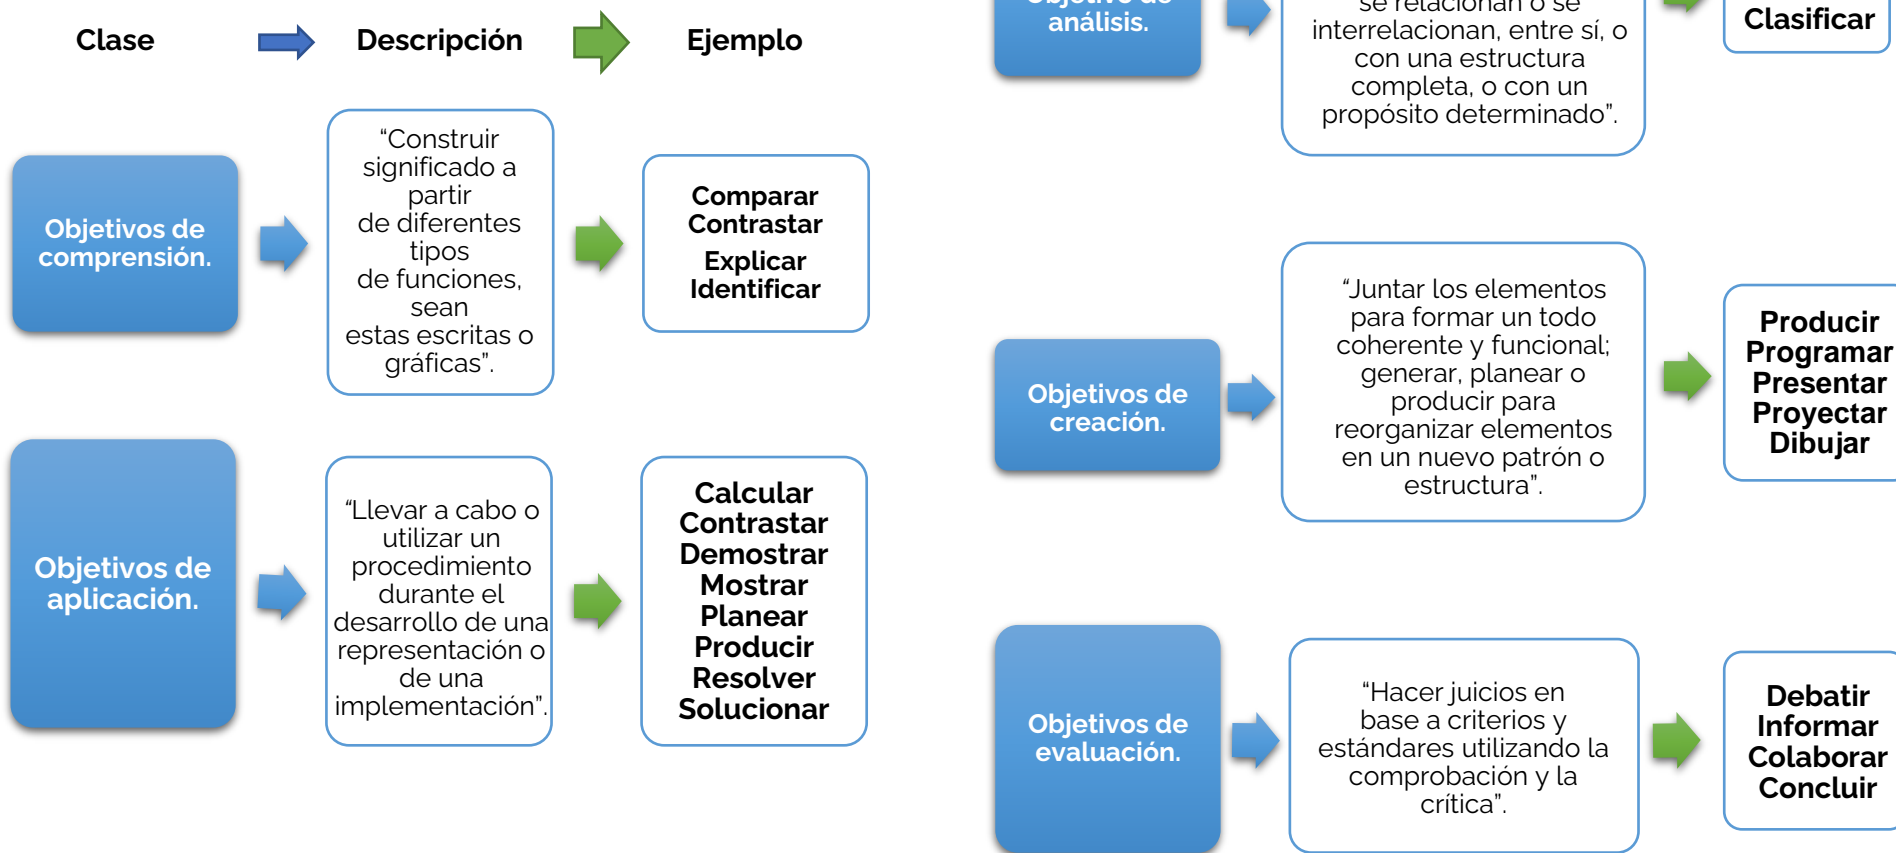 Clase
Descripción
Ejemplo
Objetivos de
comprensión.
“Construir
significado a
partir
de diferentes
tipos
de funciones,
sean
estas escritas o
gráficas”.
Comparar
Contrastar
Explicar
Identificar
Objetivos de
aplicación.
“Llevar a cabo o
utilizar un
procedimiento
durante el
desarrollo de una
representación o
de una
implementación”.
Calcular
Contrastar
Demostrar
Mostrar
Planear
Producir
Resolver
Solucionar
Objetivo de
análisis.
se relacionan o se
interrelacionan, entre sí, o
con una estructura
completa, o con un
propósito determinado”.
Clasificar
Objetivos de
creación.
“Juntar los elementos
para formar un todo
coherente y funcional;
generar, planear o
producir para
reorganizar elementos
en un nuevo patrón o
estructura”.
Producir
Programar
Presentar
Proyectar
Dibujar
Objetivos de
evaluación.
“Hacer juicios en
base a criterios y
estándares utilizando la
comprobación y la
crítica”.
Debatir
Informar
Colaborar
Concluir